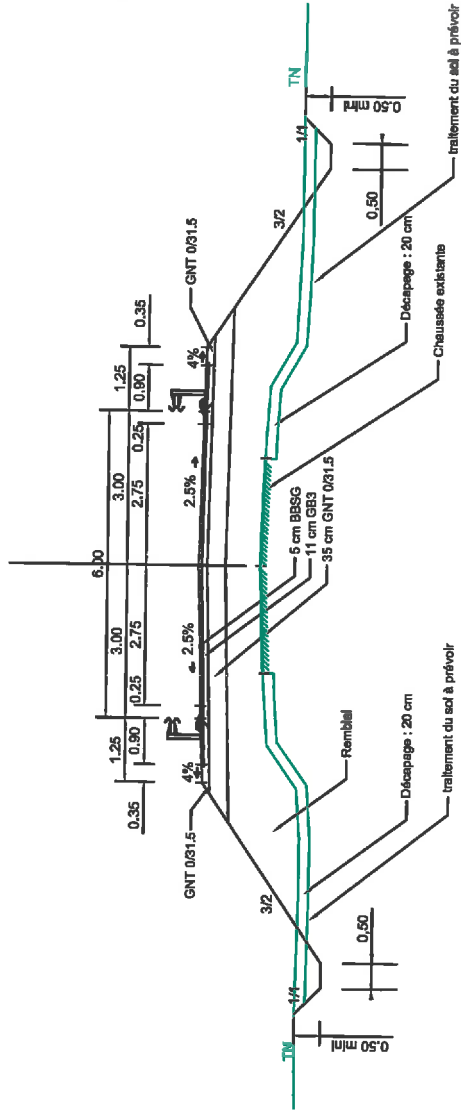 6.00
1.25
3.00
3.00
1.25
0.35
0.90
0.25
2.75
2.75
0.25
0.90
0.35
GNT 0/31.5
4%
2.5%
2.5%
4%
GNT 0/31.5
5 cm BBSG
11 cm GB3
35 cm GNT 0/31.5
3/2
3/2
TN
TN
1/1
1/1
0.50 mini
0.50 mini
0,50
0,50
Remblai
Décapage : 20 cm
traitement du sol à prévoir
Chaussée existante
Décapage : 20 cm
traitement du sol à prévoir